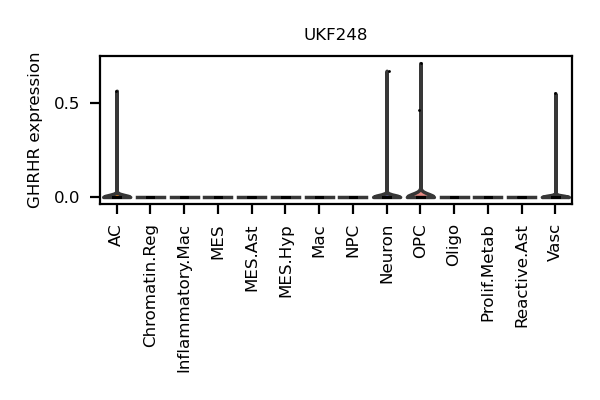 UKF248
GHRHR expression
0.5
0.0
AC
Chromatin.Reg
Inflammatory.Mac
MES
MES.Ast
MES.Hyp
Mac
NPC
Neuron
OPC
Oligo
Prolif.Metab
Reactive.Ast
Vasc